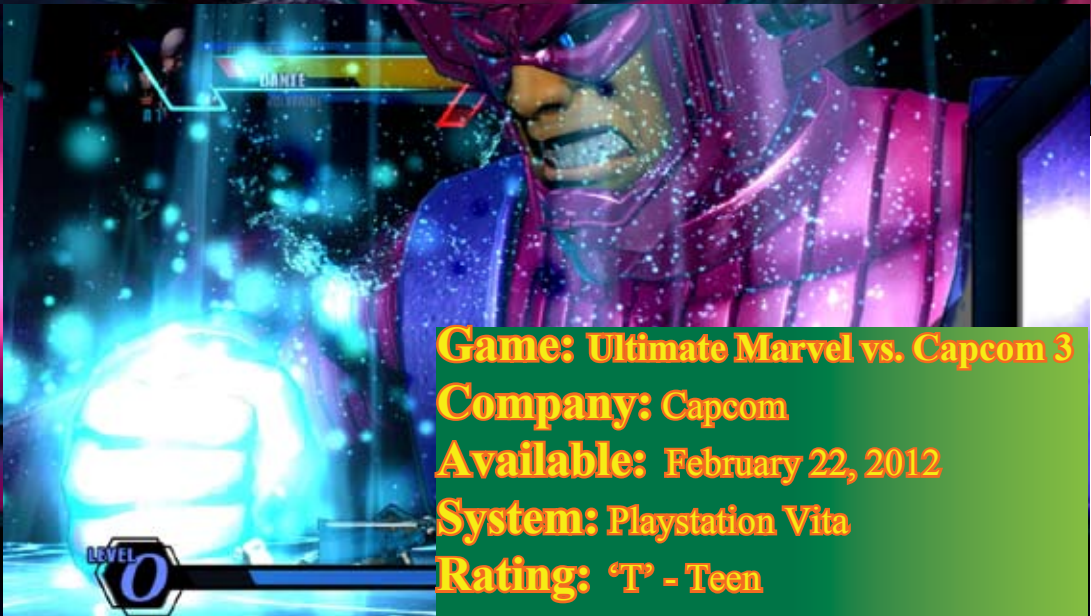 DANTE
Game: Ultimate Marvel vs. Capcom 3
Company: Capcom
Available: February 22, 2012
System: Playstation Vita
Rating: ‘T’ - Teen
LEVEL
0